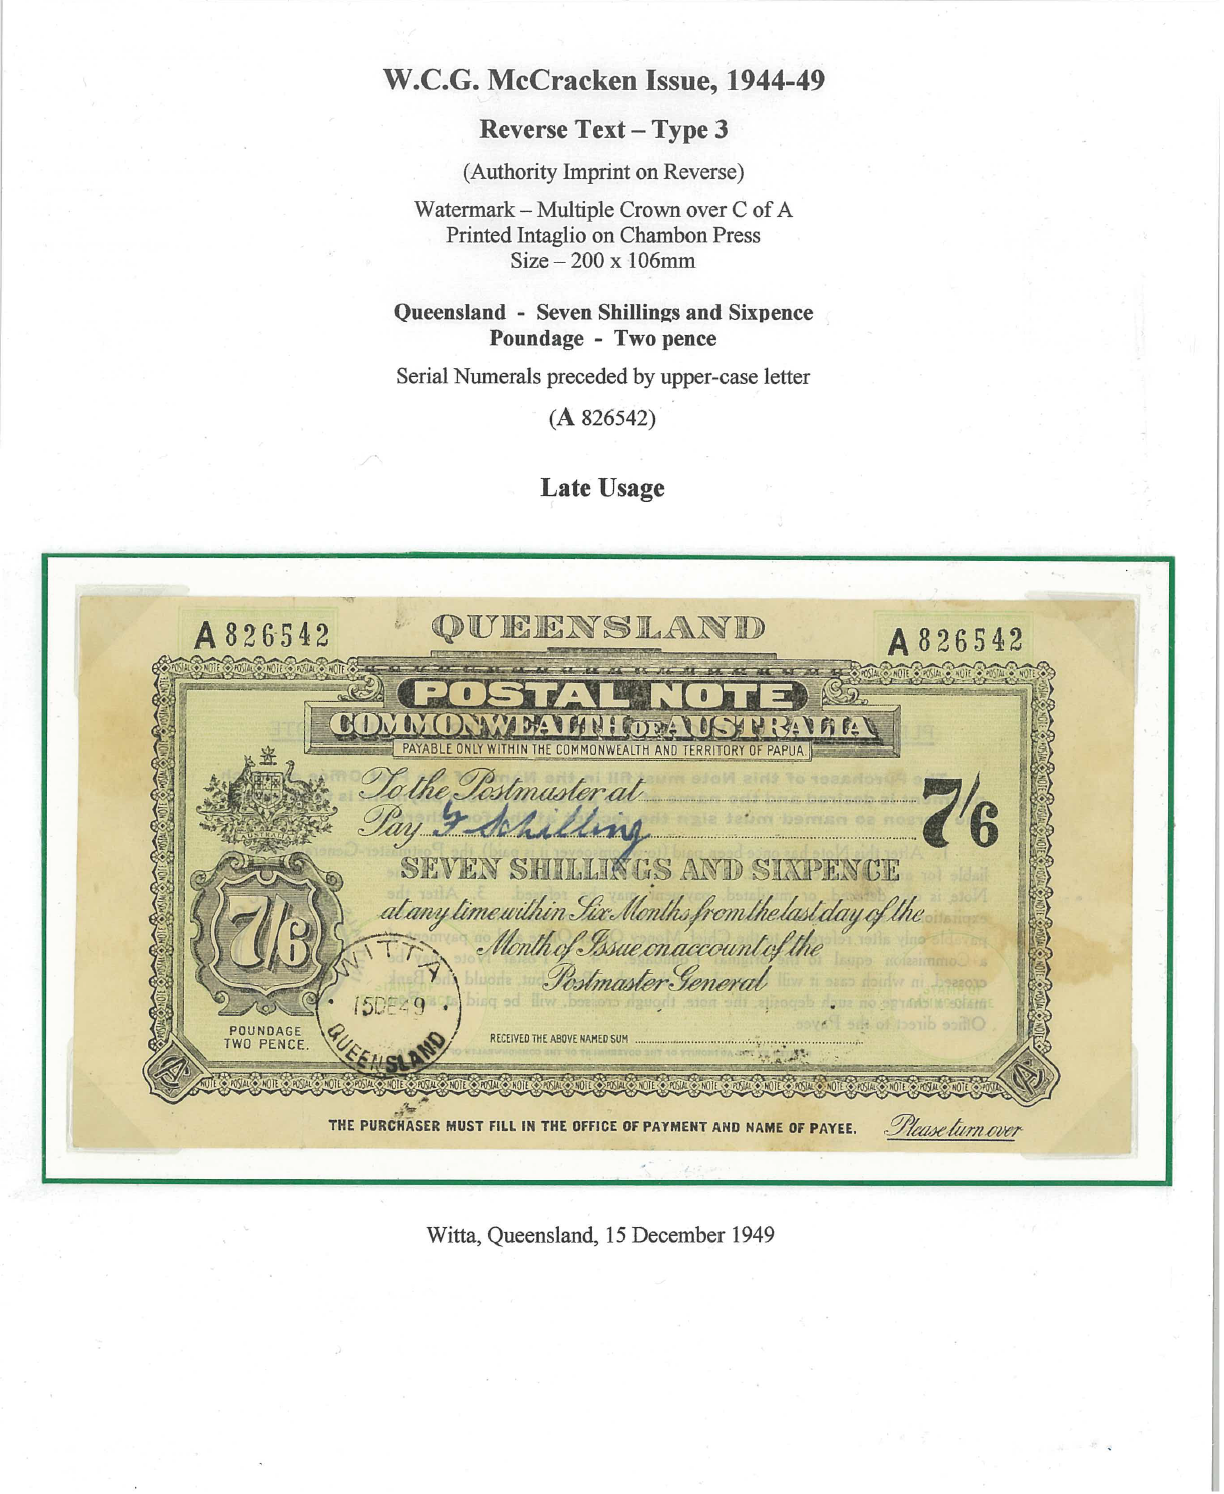 W.C.G. McCracken Issue, 1944-49
Reverse Text – Type 3
(Authority Imprint on Reverse)
Watermark – Multiple Crown over C of A
Printed Intaglio on Chambon Press
Size – 200 x 106mm
Queensland - Seven Shillings and Sixpence
Poundage - Two pence
Serial Numerals preceded by upper-case letter
(A 826542)
Late Usage
A 826542
QUEENSLAND
A 826542
POSTAL NOTE
COMMONWEALTH OF AUSTRALIA
PAYABLE ONLY WITHIN THE COMMONWEALTH AND TERRITORY OF PAPUA.
To the Postmaster at
7/6
Pay F Schilling
SEVEN SHILLINGS AND SIXPENCE
at any time within Six Months from the last day of the
7/6
Month of Issue, on account of the
Postmaster General
WITTA
15DE49
QUEENSLAND
POUNDAGE
TWO PENCE.
RECEIVED THE ABOVE NAMED SUM
THE PURCHASER MUST FILL IN THE OFFICE OF PAYMENT AND NAME OF PAYEE.
Please turn over
Witta, Queensland, 15 December 1949